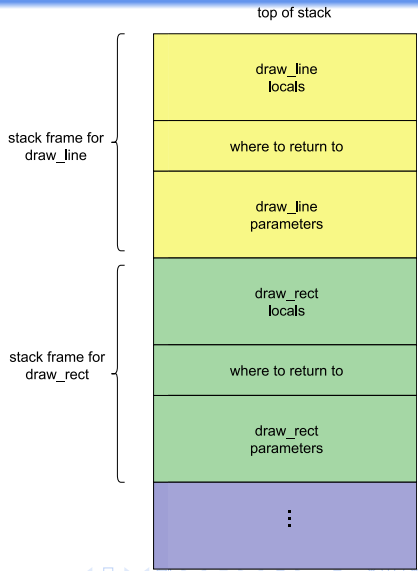 top of stack
draw_line
locals
stack frame for
draw_line
where to return to
draw_line
parameters
draw_rect
locals
stack frame for
draw_rect
where to return to
draw_rect
parameters
⋮